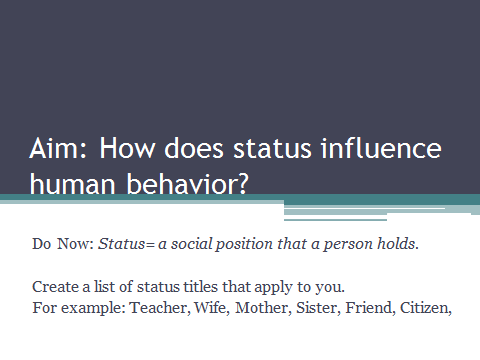 Aim: How does status influence
human behavior?
Do Now: Status= a social position that a person holds.
Create a list of status titles that apply to you.
For example: Teacher, Wife, Mother, Sister, Friend, Citizen,